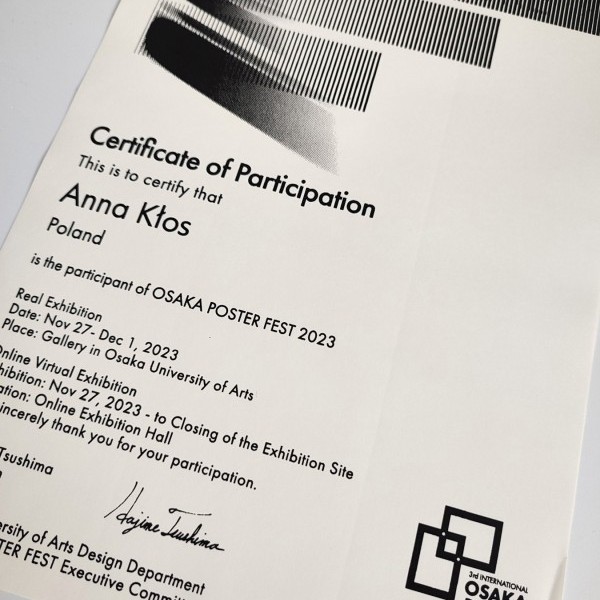 Certificate of Participation
This is to certify that
Anna Kłos
Poland
is the participant of OSAKA POSTER FEST 2023
Real Exhibition
Date: Nov 27- Dec 1, 2023
Place: Gallery in Osaka University of Arts
Online Virtual Exhibition
hibition: Nov 27, 2023 - to Closing of the Exhibition Site
ation: Online Exhibition Hall
incerely thank you for your participation.
Tsushima
Hajime Tsushima
ersity of Arts Design Department
TER FEST Executive Committ
3rd INTERNATIONAL
OSAKA